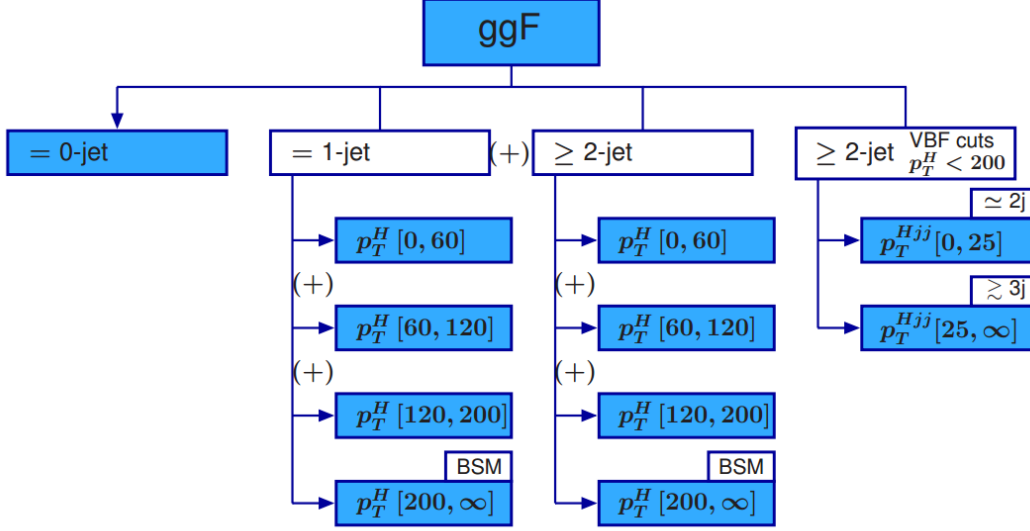 ggF
= 0-jet
= 1-jet
(+)
≥ 2-jet
≥ 2-jet VBF cuts
p_T^H < 200
p_T^H [0, 60]
(+)
p_T^H [60, 120]
(+)
p_T^H [120, 200]
BSM
p_T^H [200, ∞]
p_T^H [0, 60]
(+)
p_T^H [60, 120]
(+)
p_T^H [120, 200]
BSM
p_T^H [200, ∞]
≃ 2j
p_T^{Hjj} [0, 25]
≳ 3j
p_T^{Hjj} [25, ∞]